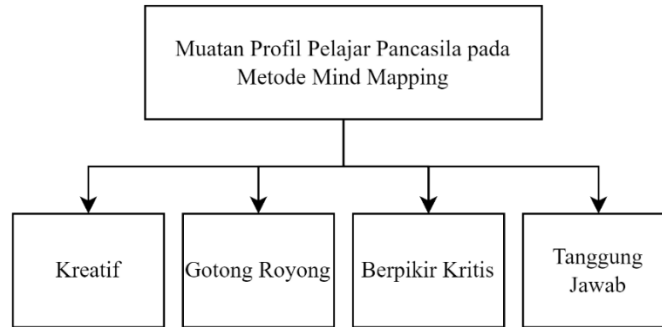 Muatan Profil Pelajar Pancasila pada
Metode Mind Mapping
Kreatif
Gotong Royong
Berpikir Kritis
Tanggung
Jawab